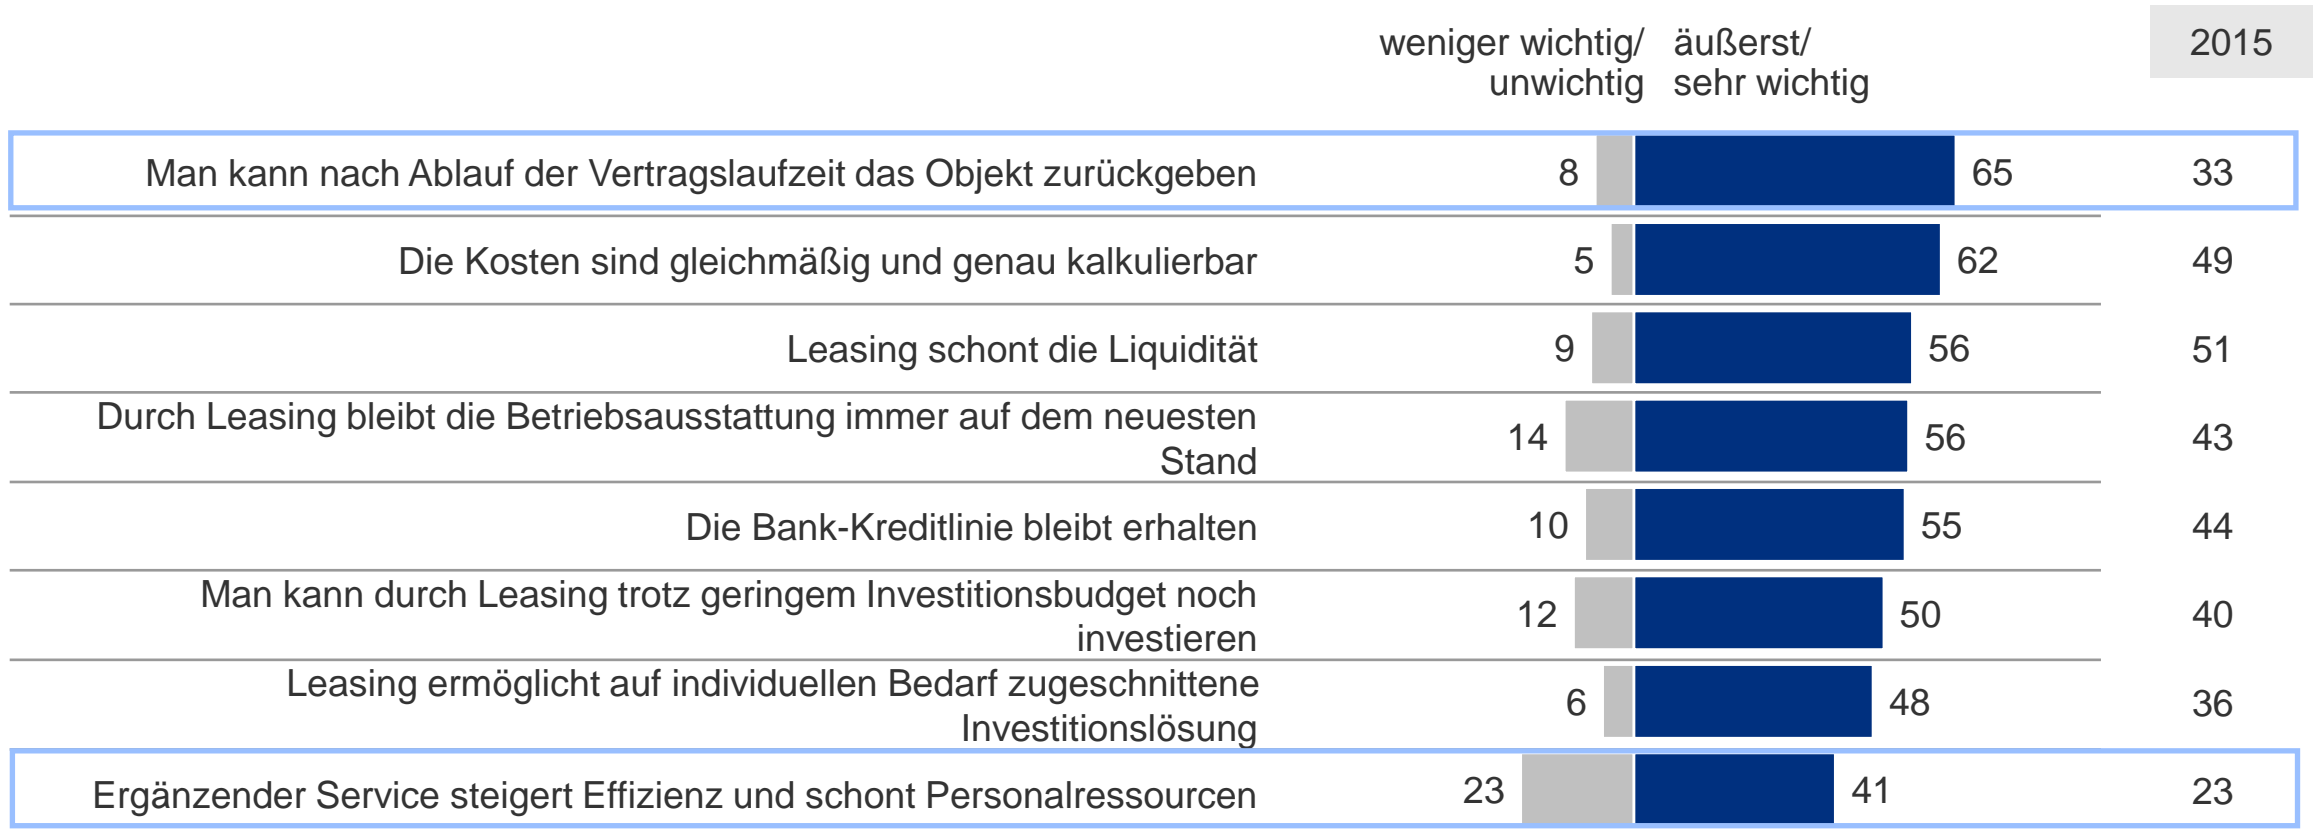 weniger wichtig/ äußerst/ 2015
unwichtig sehr wichtig
Man kann nach Ablauf der Vertragslaufzeit das Objekt zurückgeben 8 65 33
Die Kosten sind gleichmäßig und genau kalkulierbar 5 62 49
Leasing schont die Liquidität 9 56 51
Durch Leasing bleibt die Betriebsausstattung immer auf dem neuesten
Stand 14 56 43
Die Bank-Kreditlinie bleibt erhalten 10 55 44
Man kann durch Leasing trotz geringem Investitionsbudget noch
investieren 12 50 40
Leasing ermöglicht auf individuellen Bedarf zugeschnittene
Investitionslösung 6 48 36
Ergänzender Service steigert Effizienz und schont Personalressourcen 23 41 23